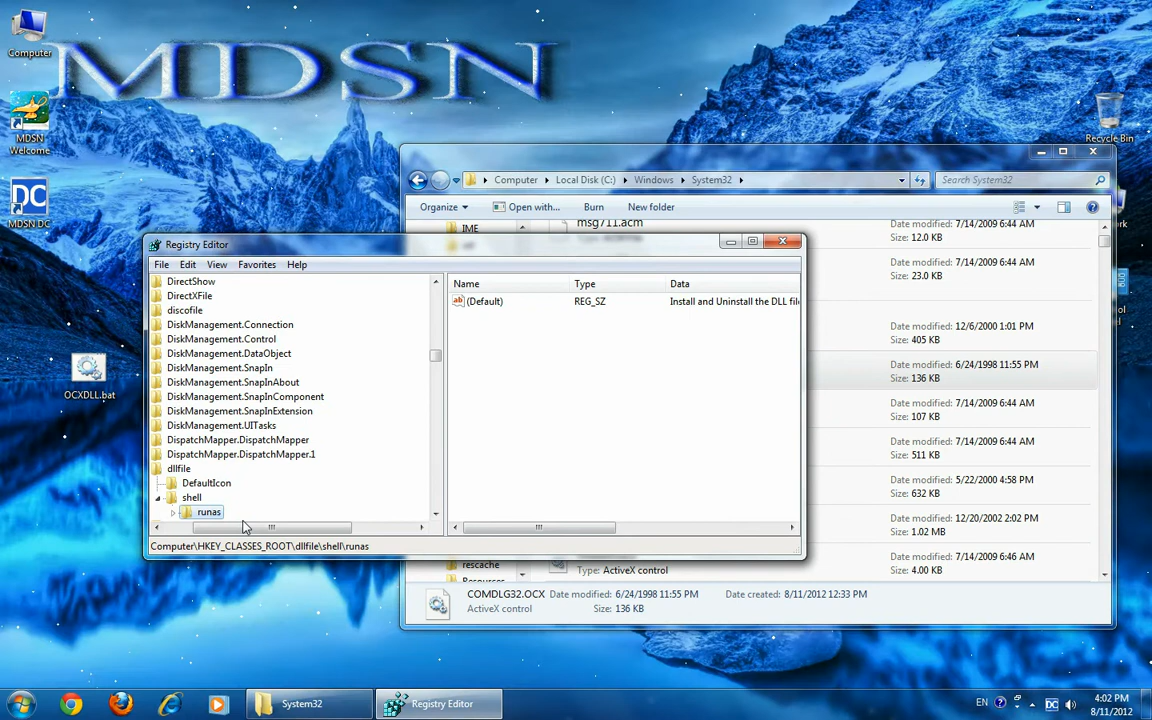 MDSN
Computer
MDSN
Welcome
MDSN DC
OCXDLL.bat
Recycle Bin
Computer
Local Disk (C:)
Windows
System32
Search System32
Organize
Open with...
Burn
New folder
IME
msg711.acm
Date modified: 7/14/2009 6:44 AM
Size: 12.0 KB
Date modified: 7/14/2009 6:44 AM
Size: 23.0 KB
Date modified: 12/6/2000 1:01 PM
Size: 405 KB
Date modified: 6/24/1998 11:55 PM
Size: 136 KB
Date modified: 7/14/2009 6:44 AM
Size: 107 KB
Date modified: 7/14/2009 6:44 AM
Size: 511 KB
Date modified: 5/22/2000 4:58 PM
Size: 632 KB
Date modified: 12/20/2002 2:02 PM
Size: 1.02 MB
Date modified: 7/14/2009 6:46 AM
Size: 4.00 KB
rescache
Resources
Type: ActiveX control
COMDLG32.OCX
Date modified: 6/24/1998 11:55 PM
Date created: 8/11/2012 12:33 PM
ActiveX control
Size: 136 KB
Registry Editor
File
Edit
View
Favorites
Help
DirectShow
DirectXFile
discofile
DiskManagement.Connection
DiskManagement.Control
DiskManagement.DataObject
DiskManagement.SnapIn
DiskManagement.SnapInAbout
DiskManagement.SnapInComponent
DiskManagement.SnapInExtension
DiskManagement.UITasks
DispatchMapper.DispatchMapper
DispatchMapper.DispatchMapper.1
dllfile
DefaultIcon
shell
runas
Name
Type
Data
(Default)
REG_SZ
Install and Uninstall the DLL file
Computer\HKEY_CLASSES_ROOT\dllfile\shell\runas
System32
Registry Editor
EN
DC
4:02 PM
8/11/2012